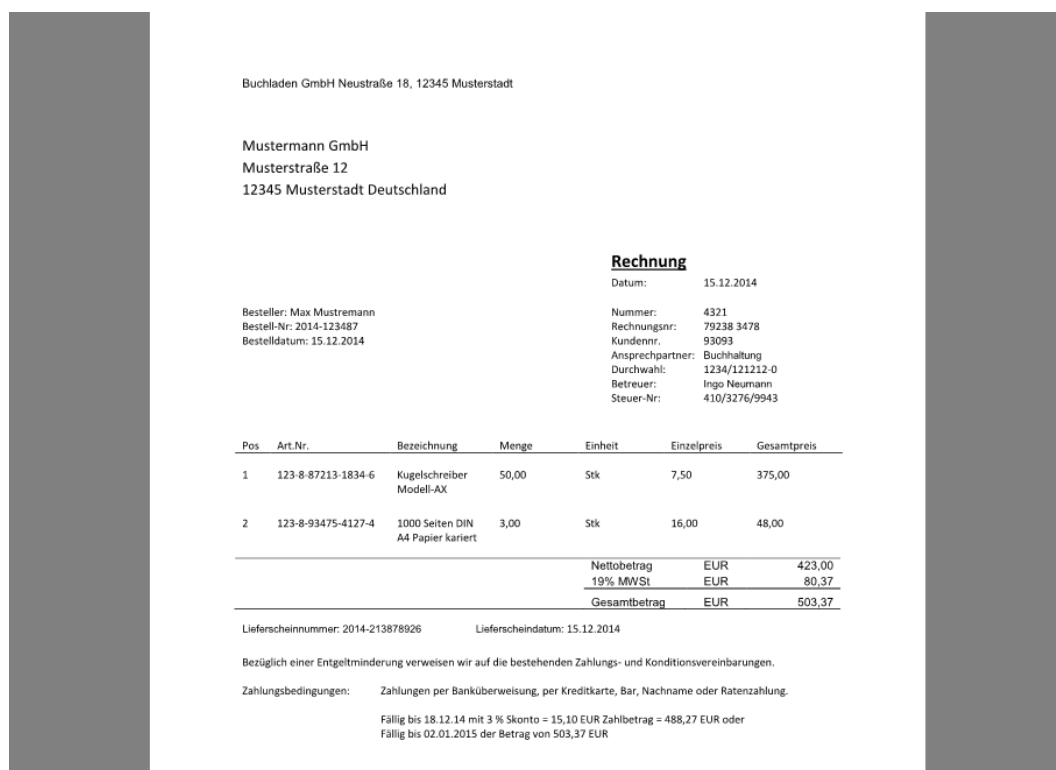 Buchladen GmbH Neustraße 18, 12345 Musterstadt
Mustermann GmbH
Musterstraße 12
12345 Musterstadt Deutschland
Rechnung
Datum: 15.12.2014
Besteller: Max Mustremann Nummer: 4321
Bestell-Nr: 2014-123487 Rechnungsnr: 79238 3478
Bestelldatum: 15.12.2014 Kundennr. 93093
Ansprechpartner: Buchhaltung
Durchwahl: 1234/121212-0
Betreuer: Ingo Neumann
Steuer-Nr: 410/3276/9943
Pos Art.Nr. Bezeichnung Menge Einheit Einzelpreis Gesamtpreis
1 123-8-87213-1834-6 Kugelschreiber 50,00 Stk 7,50 375,00
Modell-AX
2 123-8-93475-4127-4 1000 Seiten DIN 3,00 Stk 16,00 48,00
A4 Papier kariert
Nettobetrag EUR 423,00
19% MWSt EUR 80,37
Gesamtbetrag EUR 503,37
Lieferscheinnummer: 2014-213878926 Lieferscheindatum: 15.12.2014
Bezüglich einer Entgeltminderung verweisen wir auf die bestehenden Zahlungs- und Konditionsvereinbarungen.
Zahlungsbedingungen: Zahlungen per Banküberweisung, per Kreditkarte, Bar, Nachname oder Ratenzahlung.
Fällig bis 18.12.14 mit 3 % Skonto = 15,10 EUR Zahlbetrag = 488,27 EUR oder
Fällig bis 02.01.2015 der Betrag von 503,37 EUR